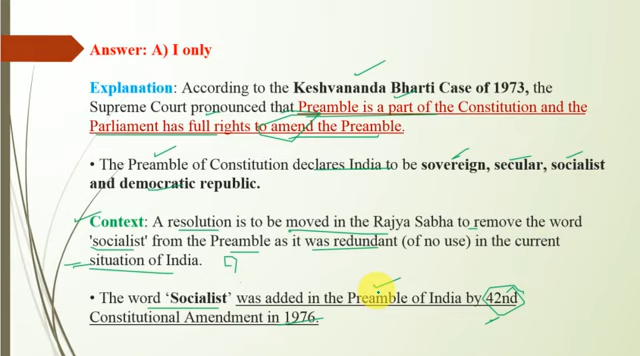 Answer: A) I only
Explanation: According to the Keshvananda Bharti Case of 1973, the
Supreme Court pronounced that Preamble is a part of the Constitution and the
Parliament has full rights to amend the Preamble.
• The Preamble of Constitution declares India to be sovereign, secular, socialist
and democratic republic.
Context: A resolution is to be moved in the Rajya Sabha to remove the word
'socialist' from the Preamble as it was redundant (of no use) in the current
situation of India.
• The word 'Socialist' was added in the Preamble of India by 42nd
Constitutional Amendment in 1976.